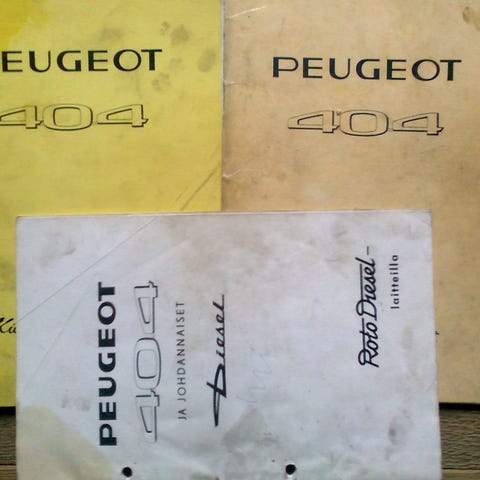 PEUGEOT
404
PEUGEOT
404
PEUGEOT
404
JA JOHDANNAISET
Diesel
Roto Diesel-
laitteilla